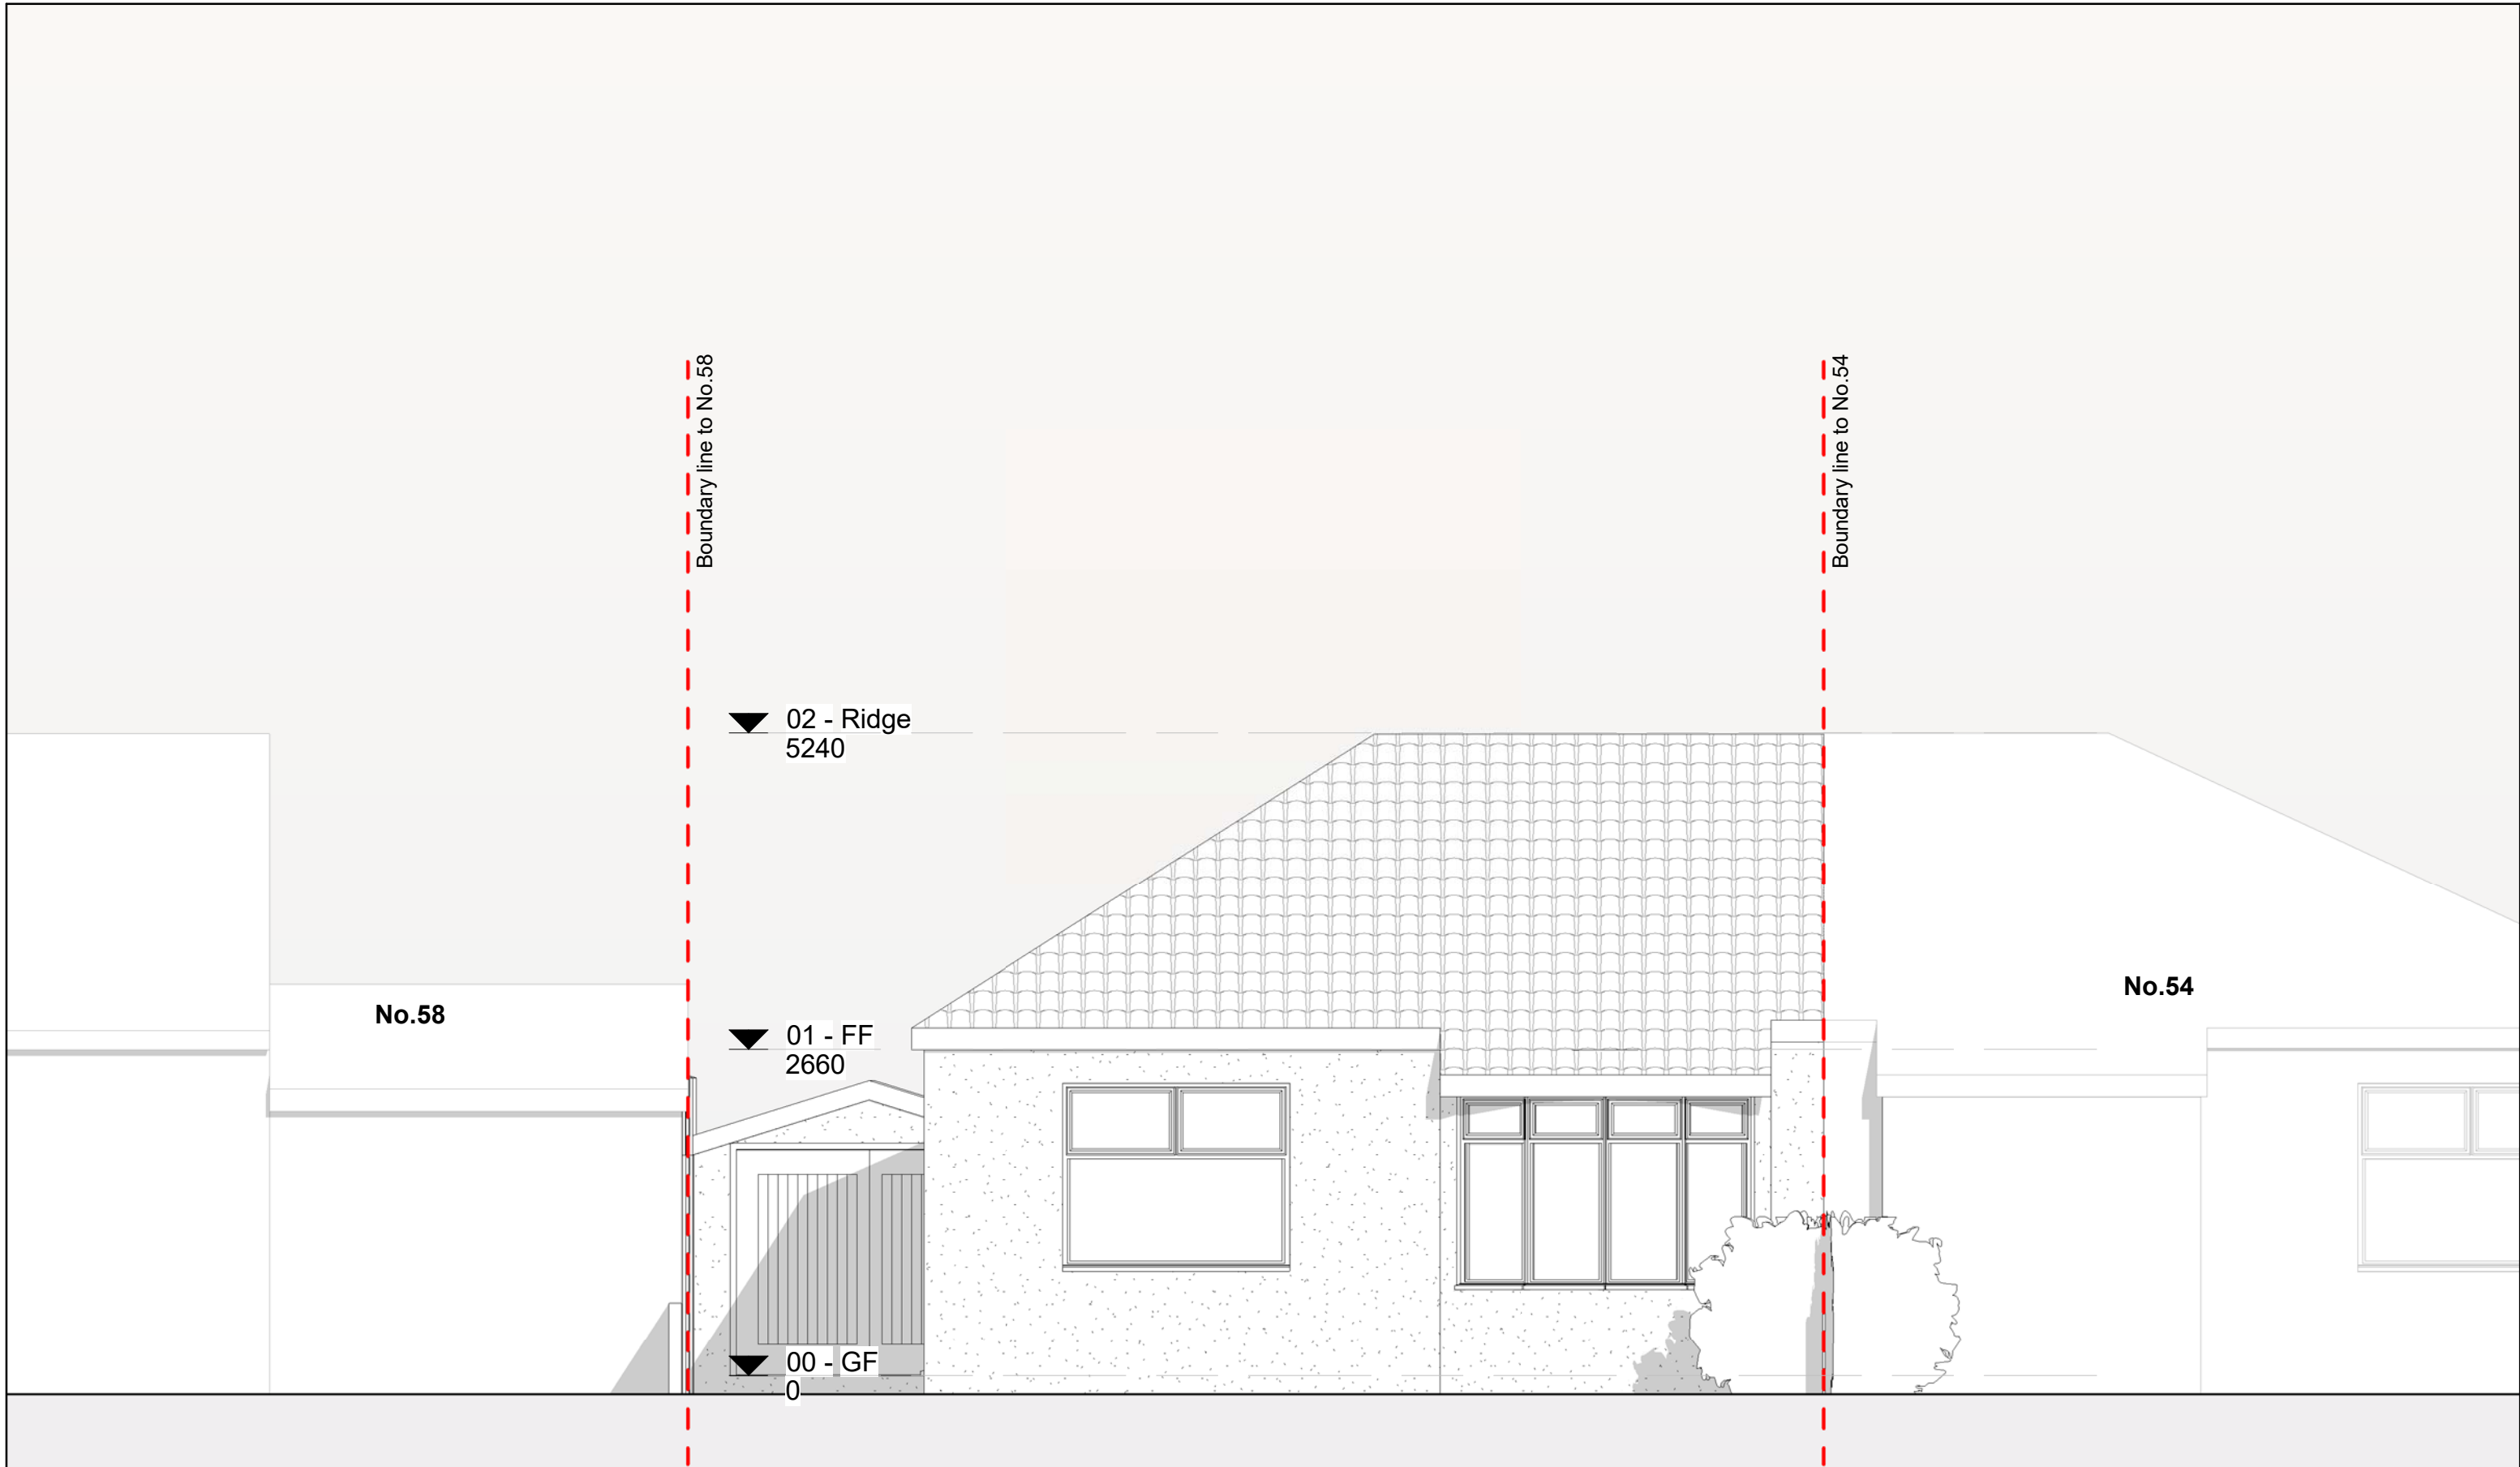 Boundary line to No.58
Boundary line to No.54
02 - Ridge
5240
No.54
No.58
01 - FF
2660
00 - GF
0